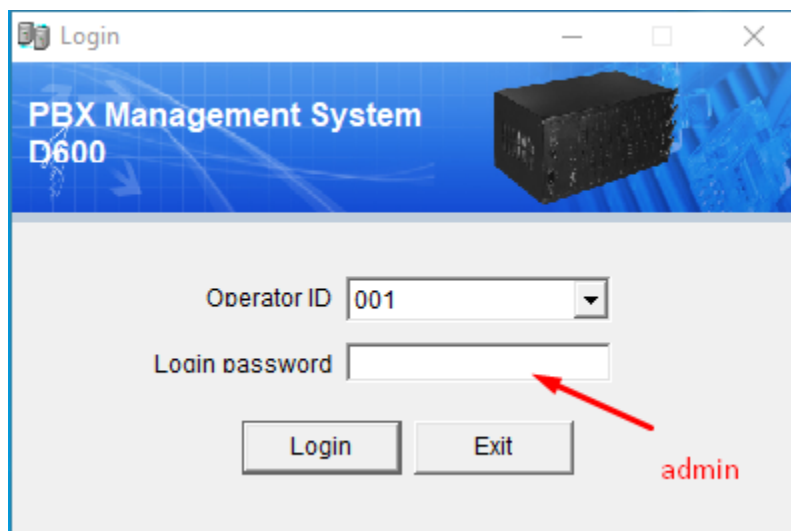 Login
PBX Management System
D600
Operator ID 001
Login password
Login Exit
admin